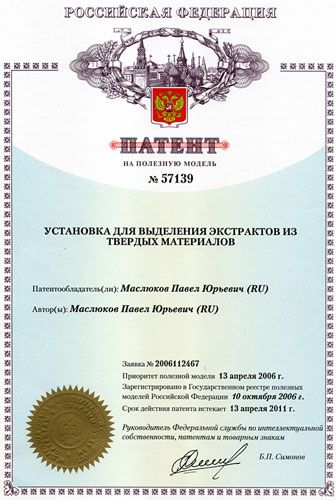 РОССИЙСКАЯ ФЕДЕРАЦИЯ
ПАТЕНТ
НА ПОЛЕЗНУЮ МОДЕЛЬ
№ 57139
УСТАНОВКА ДЛЯ ВЫДЕЛЕНИЯ ЭКСТРАКТОВ ИЗ
ТВЕРДЫХ МАТЕРИАЛОВ
Патентообладатель(ли): Маслюков Павел Юрьевич (RU)
Автор(ы): Маслюков Павел Юрьевич (RU)
Заявка № 2006112467
Приоритет полезной модели 13 апреля 2006 г.
Зарегистрировано в Государственном реестре полезных
моделей Российской Федерации 10 октября 2006 г.
Срок действия патента истекает 13 апреля 2011 г.
Руководитель Федеральной службы по интеллектуальной
собственности, патентам и товарным знакам
Б.П. Симонов